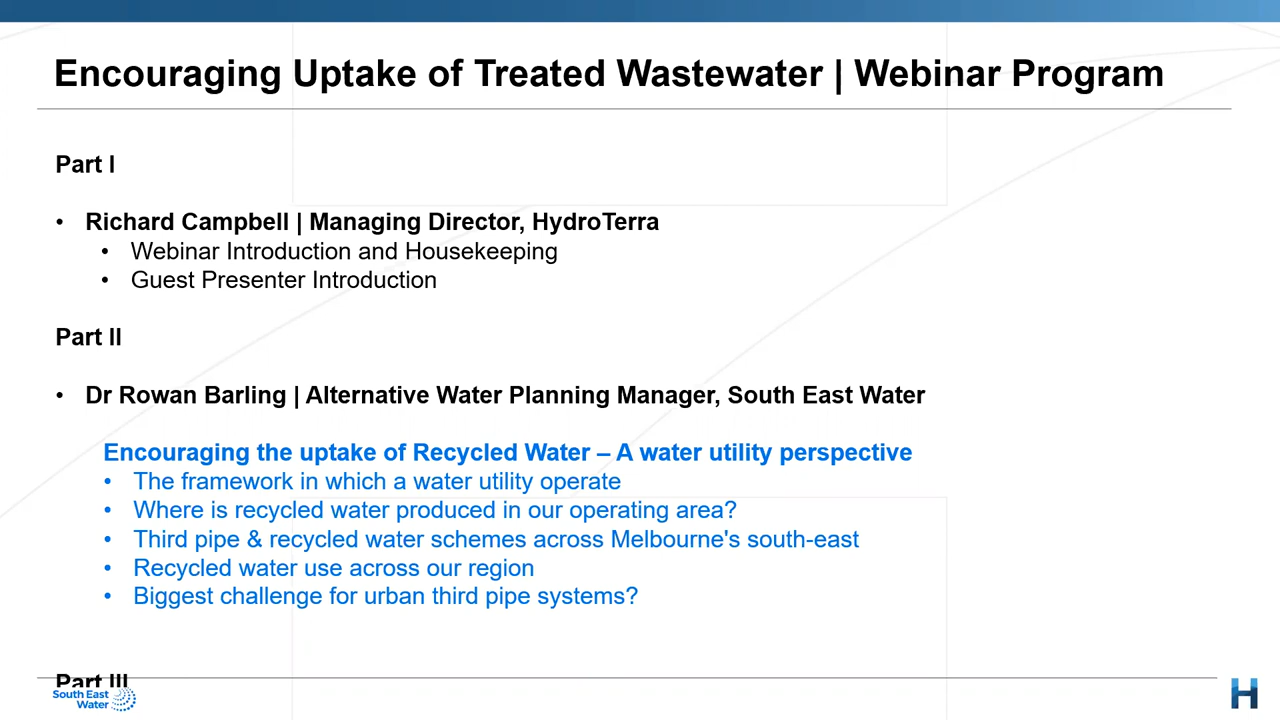 Encouraging Uptake of Treated Wastewater | Webinar Program
Part I
• Richard Campbell | Managing Director, HydroTerra
• Webinar Introduction and Housekeeping
• Guest Presenter Introduction
Part II
• Dr Rowan Barling | Alternative Water Planning Manager, South East Water
Encouraging the uptake of Recycled Water – A water utility perspective
• The framework in which a water utility operate
• Where is recycled water produced in our operating area?
• Third pipe & recycled water schemes across Melbourne's south-east
• Recycled water use across our region
• Biggest challenge for urban third pipe systems?
Part III
South East
Water
H